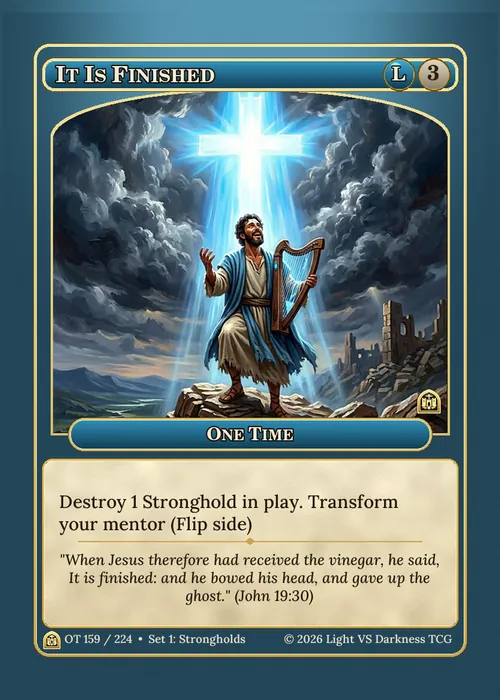 It Is Finished L 3
One Time
Destroy 1 Stronghold in play. Transform
your mentor (Flip side)
"When Jesus therefore had received the vinegar, he said,
It is finished: and he bowed his head, and gave up the
ghost." (John 19:30)
OT 159 / 224 • Set 1: Strongholds © 2026 Light VS Darkness TCG